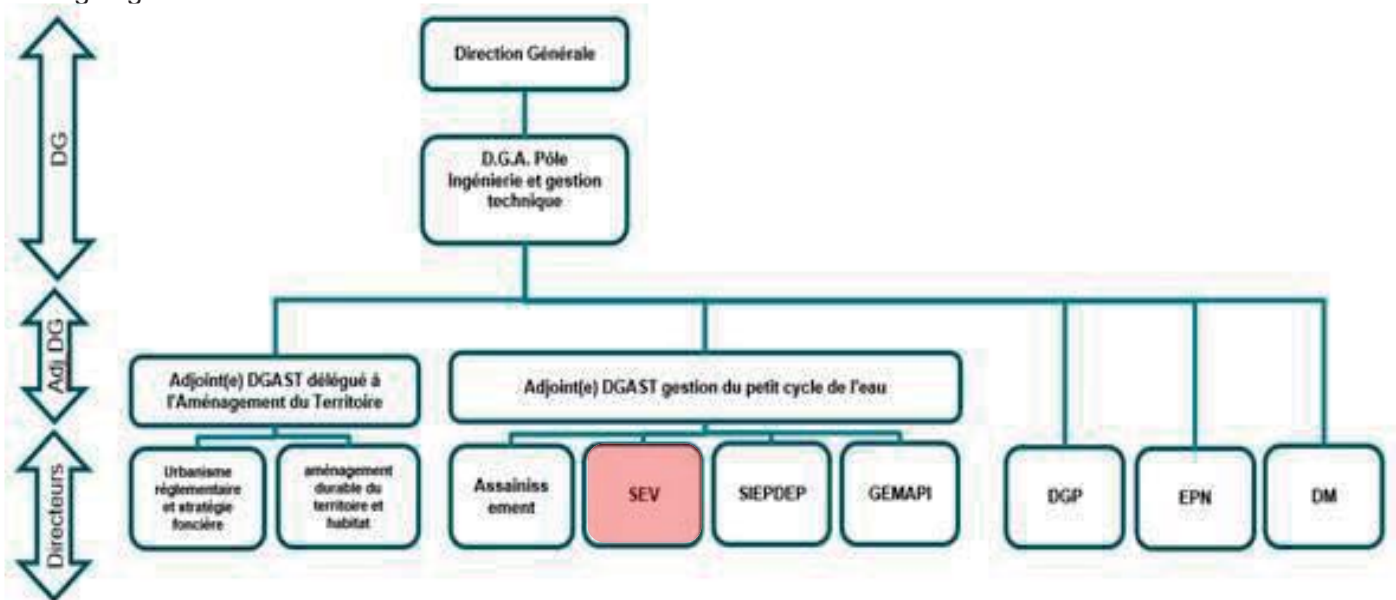 DG
Adj DG
Directeurs
Direction Générale
D.G.A. Pôle
Ingénierie et gestion
technique
Adjoint(e) DGAST délégué à
l'Aménagement du Territoire
Adjoint(e) DGAST gestion du petit cycle de l'eau
Urbanisme
réglementaire
et stratégie
foncière
aménagement
durable du
territoire et
habitat
Assainiss
ement
SEV
SIEPDEP
GEMAPI
DGP
EPN
DM